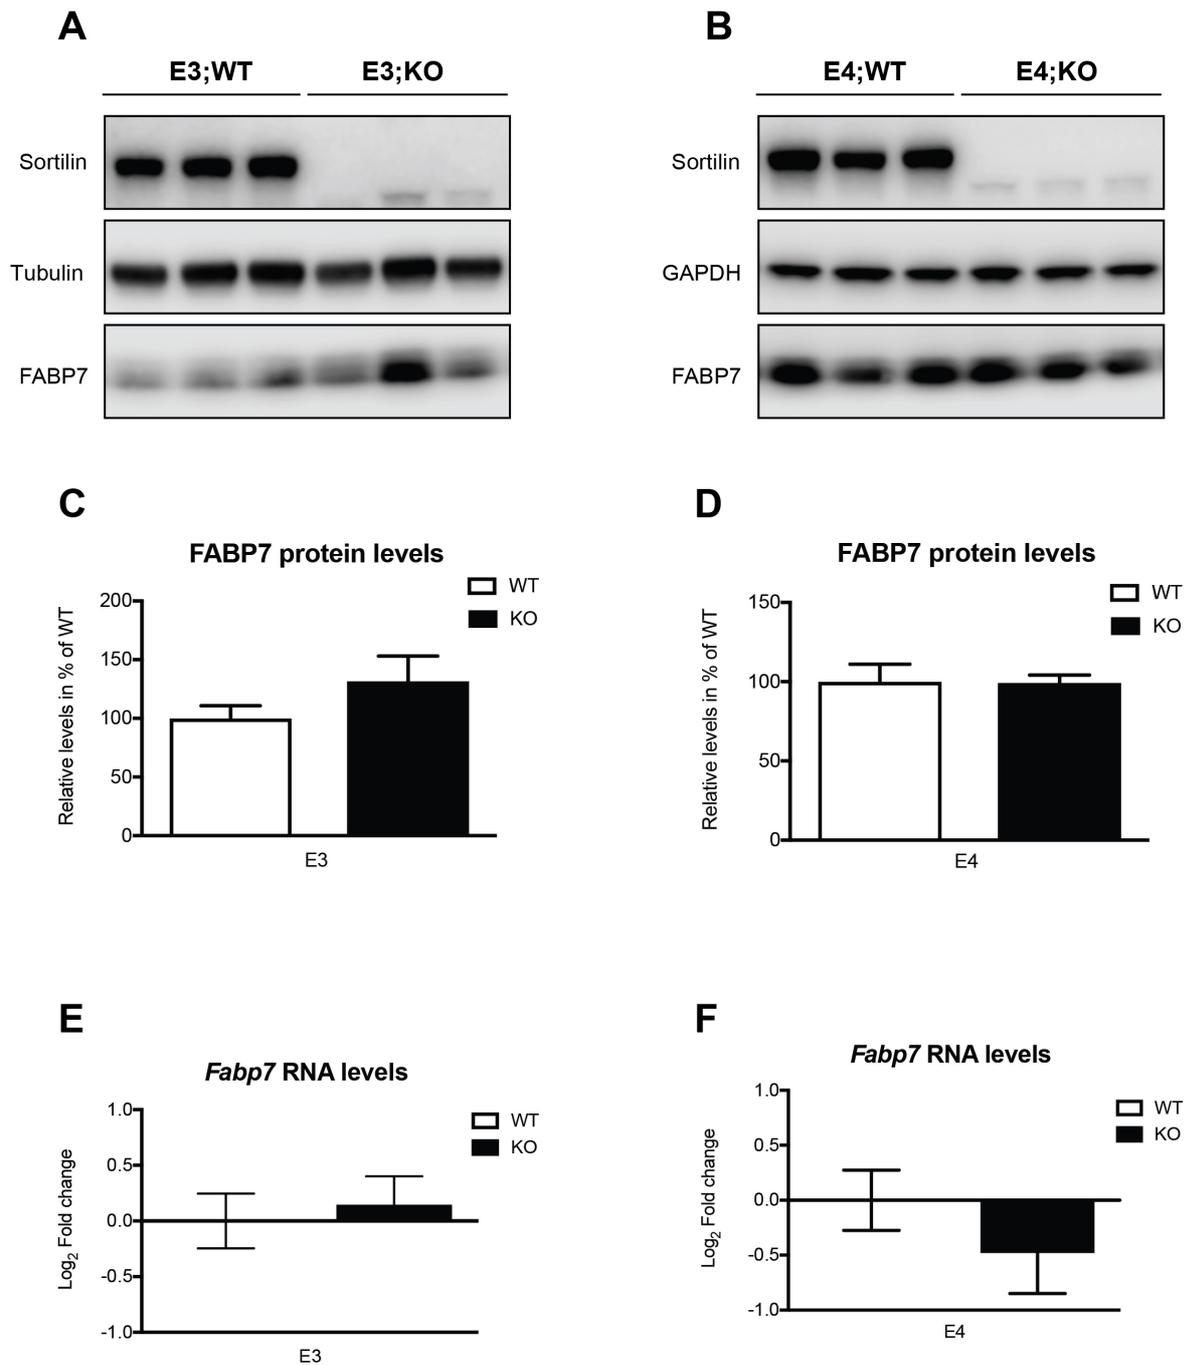 A
E3;WT
E3;KO
Sortilin
Tubulin
FABP7
B
E4;WT
E4;KO
Sortilin
GAPDH
FABP7
C
FABP7 protein levels
WT
KO
Relative levels in % of WT
200
150
100
50
0
E3
D
FABP7 protein levels
WT
KO
Relative levels in % of WT
150
100
50
0
E4
E
Fabp7 RNA levels
WT
KO
Log2 Fold change
1.0
0.5
0.0
-0.5
-1.0
E3
F
Fabp7 RNA levels
WT
KO
Log2 Fold change
1.0
0.5
0.0
-0.5
-1.0
E4